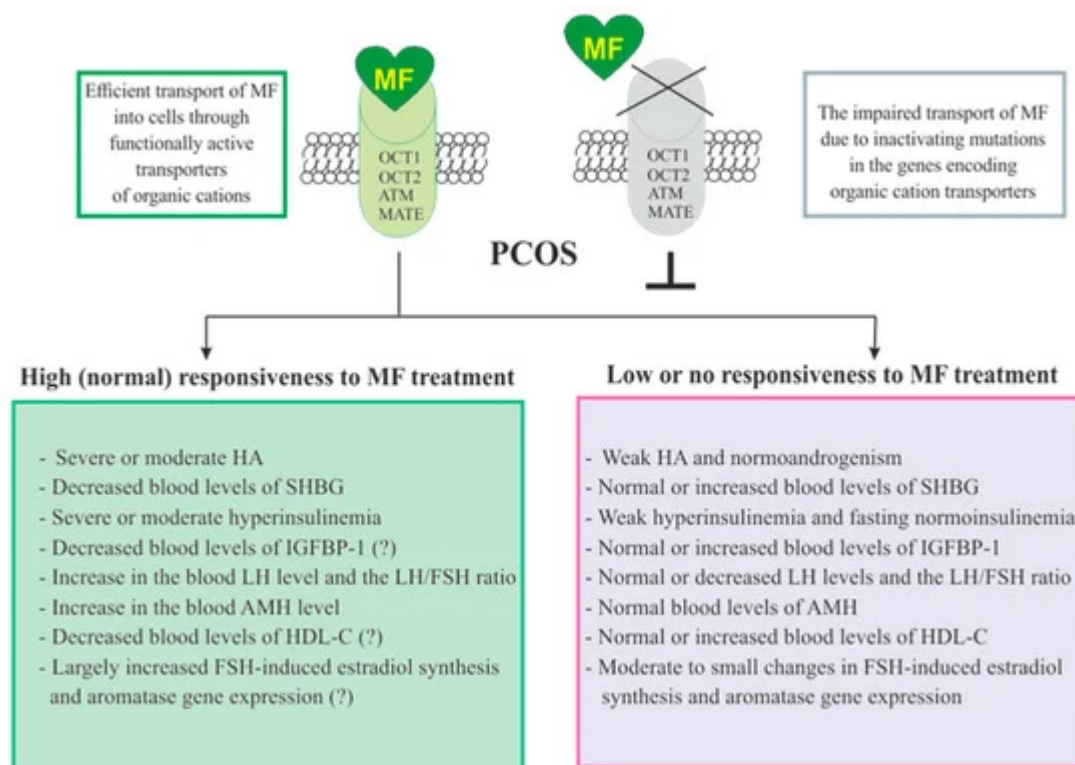 MF
MF
Efficient transport of MF
into cells through
functionally active
transporters
of organic cations
OCT1
OCT2
ATM
MATE
OCT1
OCT2
ATM
MATE
The impaired transport of MF
due to inactivating mutations
in the genes encoding
organic cation transporters
PCOS
High (normal) responsiveness to MF treatment
- Severe or moderate HA
- Decreased blood levels of SHBG
- Severe or moderate hyperinsulinemia
- Decreased blood levels of IGFBP-1 (?)
- Increase in the blood LH level and the LH/FSH ratio
- Increase in the blood AMH level
- Decreased blood levels of HDL-C (?)
- Largely increased FSH-induced estradiol synthesis
and aromatase gene expression (?)
Low or no responsiveness to MF treatment
- Weak HA and normoandrogenism
- Normal or increased blood levels of SHBG
- Weak hyperinsulinemia and fasting normoinsulinemia
- Normal or increased blood levels of IGFBP-1
- Normal or decreased LH levels and the LH/FSH ratio
- Normal blood levels of AMH
- Normal or increased blood levels of HDL-C
- Moderate to small changes in FSH-induced estradiol
synthesis and aromatase gene expression